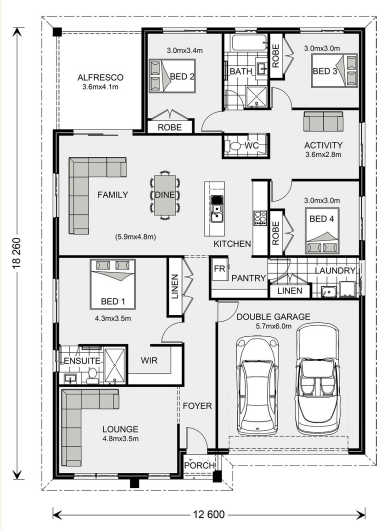 3.0mx3.4m
BED 2
BATH
ROBE
3.0mx3.0m
BED 3
ALFRESCO
3.6mx4.1m
ROBE
WC
ACTIVITY
3.6mx2.8m
FAMILY
DINE
3.0mx3.0m
BED 4
(5.9mx4.8m)
KITCHEN
ROBE
18 260
FR
PANTRY
LAUNDRY
LINEN
LINEN
BED 1
4.3mx3.5m
DOUBLE GARAGE
5.7mx6.0m
ENSUITE
WIR
FOYER
LOUNGE
4.8mx3.5m
PORCH
12 600